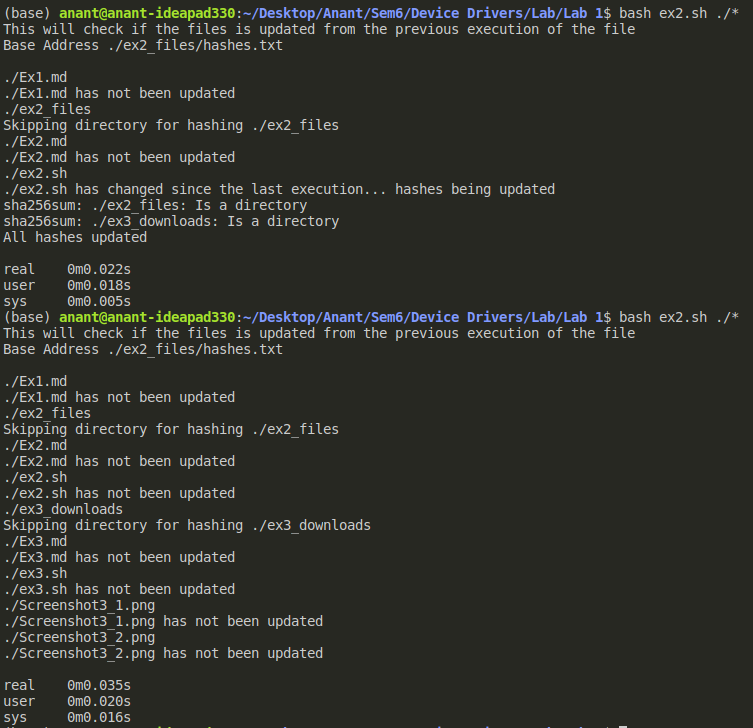 (base) anant@anant-ideapad330:~/Desktop/Anant/Sem6/Device Drivers/Lab/Lab 1$ bash ex2.sh ./*
This will check if the files is updated from the previous execution of the file
Base Address ./ex2_files/hashes.txt
./Ex1.md
./Ex1.md has not been updated
./ex2_files
Skipping directory for hashing ./ex2_files
./Ex2.md
./Ex2.md has not been updated
./ex2.sh
./ex2.sh has changed since the last execution... hashes being updated
sha256sum: ./ex2_files: Is a directory
sha256sum: ./ex3_downloads: Is a directory
All hashes updated
real    0m0.022s
user    0m0.018s
sys     0m0.005s
(base) anant@anant-ideapad330:~/Desktop/Anant/Sem6/Device Drivers/Lab/Lab 1$ bash ex2.sh ./*
This will check if the files is updated from the previous execution of the file
Base Address ./ex2_files/hashes.txt
./Ex1.md
./Ex1.md has not been updated
./ex2_files
Skipping directory for hashing ./ex2_files
./Ex2.md
./Ex2.md has not been updated
./ex2.sh
./ex2.sh has not been updated
./ex3_downloads
Skipping directory for hashing ./ex3_downloads
./Ex3.md
./Ex3.md has not been updated
./ex3.sh
./ex3.sh has not been updated
./Screenshot3_1.png
./Screenshot3_1.png has not been updated
./Screenshot3_2.png
./Screenshot3_2.png has not been updated
real    0m0.035s
user    0m0.020s
sys     0m0.016s